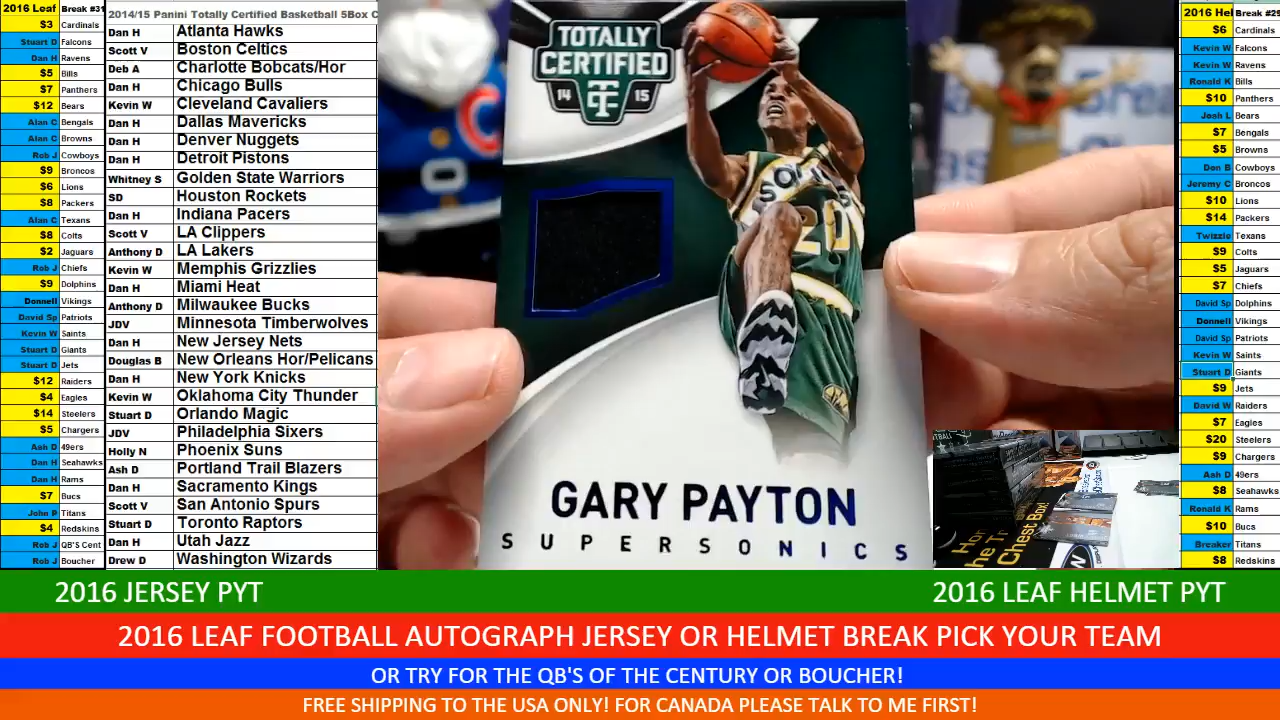 2016 Leaf Break #31
$3 Cardinals
Stuart D Falcons
Dan H Ravens
$5 Bills
$7 Panthers
$12 Bears
Alan C Bengals
Alan C Browns
Rob J Cowboys
$9 Broncos
$6 Lions
$8 Packers
Alan C Texans
$8 Colts
$2 Jaguars
Rob J Chiefs
$9 Dolphins
Donnell Vikings
David Sp Patriots
Kevin W Saints
Stuart D Giants
Stuart D Jets
$12 Raiders
$4 Eagles
$14 Steelers
$5 Chargers
Ash D 49ers
Dan H Seahawks
Dan H Rams
$7 Bucs
John P Titans
$4 Redskins
Rob J QB'S Cent
Rob J Boucher
2014/15 Panini Totally Certified Basketball 5Box C
Dan H Atlanta Hawks
Scott V Boston Celtics
Deb A Charlotte Bobcats/Hor
Dan H Chicago Bulls
Kevin W Cleveland Cavaliers
Dan H Dallas Mavericks
Dan H Denver Nuggets
Dan H Detroit Pistons
Whitney S Golden State Warriors
SD Houston Rockets
Dan H Indiana Pacers
Scott V LA Clippers
Anthony D LA Lakers
Kevin W Memphis Grizzlies
Dan H Miami Heat
Anthony D Milwaukee Bucks
JDV Minnesota Timberwolves
Dan H New Jersey Nets
Douglas B New Orleans Hor/Pelicans
Dan H New York Knicks
Kevin W Oklahoma City Thunder
Stuart D Orlando Magic
JDV Philadelphia Sixers
Holly N Phoenix Suns
Ash D Portland Trail Blazers
Dan H Sacramento Kings
Scott V San Antonio Spurs
Stuart D Toronto Raptors
Dan H Utah Jazz
Drew D Washington Wizards
TOTALLY
CERTIFIED
14 TC 15
20
GARY PAYTON
SUPERSONICS
Chest Box!
2016 Hel Break #29
$6 Cardinals
Kevin W Falcons
Kevin W Ravens
Ronald K Bills
$10 Panthers
Josh L Bears
$7 Bengals
$5 Browns
Don B Cowboys
Jeremy C Broncos
$10 Lions
$14 Packers
Twizzle Texans
$9 Colts
$5 Jaguars
$7 Chiefs
David Sp Dolphins
Donnell Vikings
David Sp Patriots
Kevin W Saints
Stuart D Giants
$9 Jets
David W Raiders
$7 Eagles
$20 Steelers
$9 Chargers
Ash D 49ers
$8 Seahawks
Ronald K Rams
$10 Bucs
Breaker Titans
$8 Redskins
2016 JERSEY PYT
2016 LEAF HELMET PYT
2016 LEAF FOOTBALL AUTOGRAPH JERSEY OR HELMET BREAK PICK YOUR TEAM
OR TRY FOR THE QB'S OF THE CENTURY OR BOUCHER!
FREE SHIPPING TO THE USA ONLY! FOR CANADA PLEASE TALK TO ME FIRST!